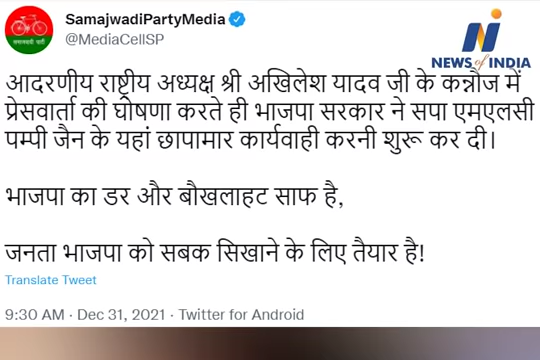 SamajwadiPartyMedia
@MediaCellSP
NEWS of INDIA
आदरणीय राष्ट्रीय अध्यक्ष श्री अखिलेश यादव जी के कन्नौज में
प्रेसवार्ता की घोषणा करते ही भाजपा सरकार ने सपा एमएलसी
पम्पी जैन के यहां छापामार कार्यवाही करनी शुरू कर दी।
भाजपा का डर और बौखलाहट साफ है,
जनता भाजपा को सबक सिखाने के लिए तैयार है!
Translate Tweet
9:30 AM · Dec 31, 2021 · Twitter for Android